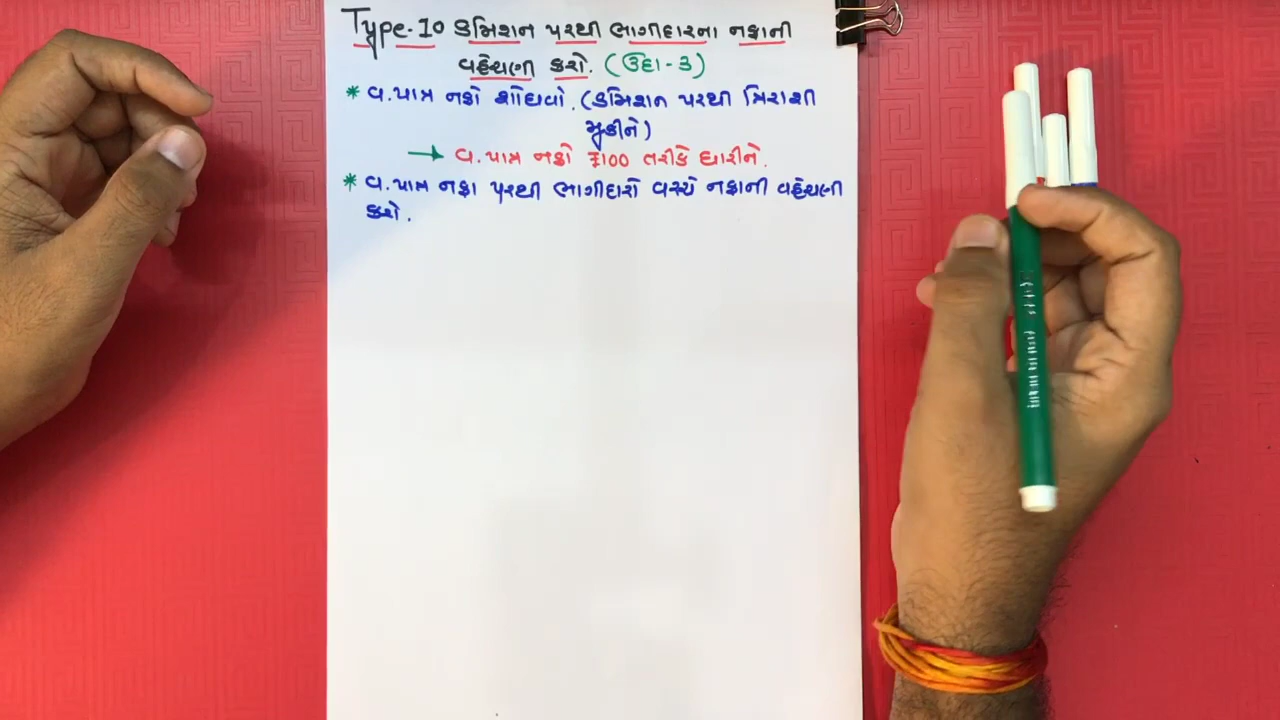 Type-10 કમિશન પરથી ભાગીદારના નફાની
વહેંચણી કરો. (ઉદા-૩)
* વ.પાત્ર નફો શોધવો. (કમિશન પરથી ત્રિરાશી
મુકીને)
→ વ.પાત્ર નફો ₹100 તરીકે ધારીને.
* વ.પાત્ર નફા પરથી ભાગીદારો વચ્ચે નફાની વહેંચણી
કરો.